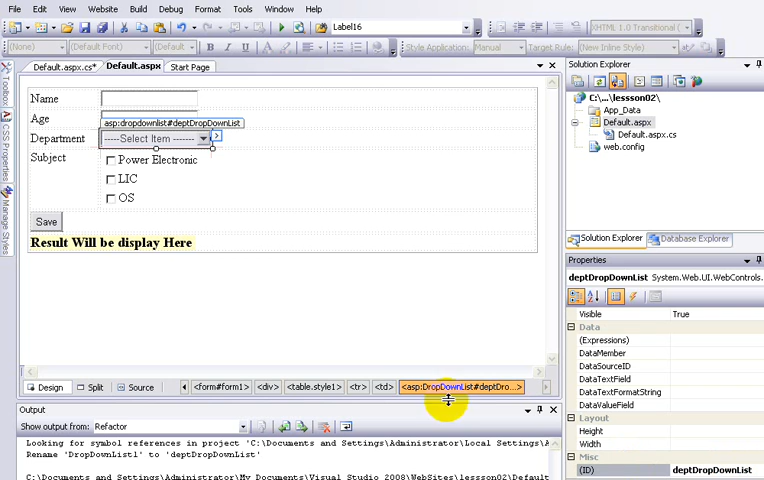 File Edit View Website Build Debug Format Tools Window Help
Label16
XHTML 1.0 Transitional (
(None) (Default Font) (Default B I U Style Application: Manual Target Rule: (New Inline Style)
Default.aspx.cs* Default.aspx Start Page
Toolbox
CSS Properties
Manage Styles
Name
Age
asp:dropdownlist#deptDropDownList
Department -----Select Item -------
Subject Power Electronic
LIC
OS
Save
Result Will be display Here
Design Split Source <form#form1> <div> <table.style1> <tr> <td> <asp:DropDownList#deptDro...>
Output
Show output from: Refactor
Looking for symbol references in project 'C:\Documents and Settings\Administrator\Local Settings\A
Rename 'DropDownList1' to 'deptDropDownList'
C:\Documents and Settings\Administrator\My Documents\Visual Studio 2008\WebSites\lessson02\Default
Solution Explorer
C:\...\lessson02\
App_Data
Default.aspx
Default.aspx.cs
web.config
Solution Explorer Database Explorer
Properties
deptDropDownList System.Web.UI.WebControls.
Visible True
Data
(Expressions)
DataMember
DataSourceID
DataTextField
DataTextFormatString
DataValueField
Layout
Height
Width
Misc
(ID) deptDropDownList